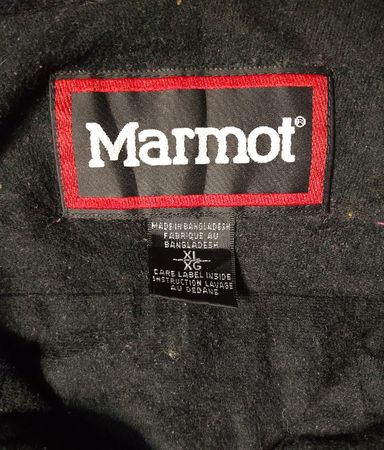 Marmot®
MADE IN BANGLADESH
FABRIQUE AU
BANGLADESH
XL
XG
CARE LABEL INSIDE
INSTRUCTION LAVAGE
AU DEDANS